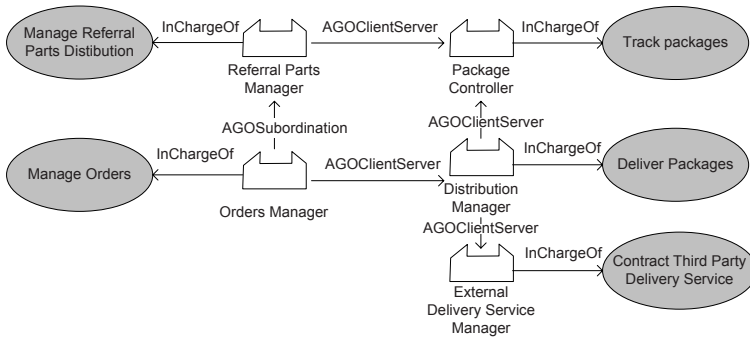 Manage Referral
Parts Distibution
InChargeOf
AGOClientServer
InChargeOf
Track packages
Referral Parts
Manager
Package
Controller
AGOSubordination
AGOClientServer
Manage Orders
InChargeOf
AGOClientServer
InChargeOf
Deliver Packages
Orders Manager
Distribution
Manager
AGOClientServer
InChargeOf
Contract Third Party
Delivery Service
External
Delivery Service
Manager